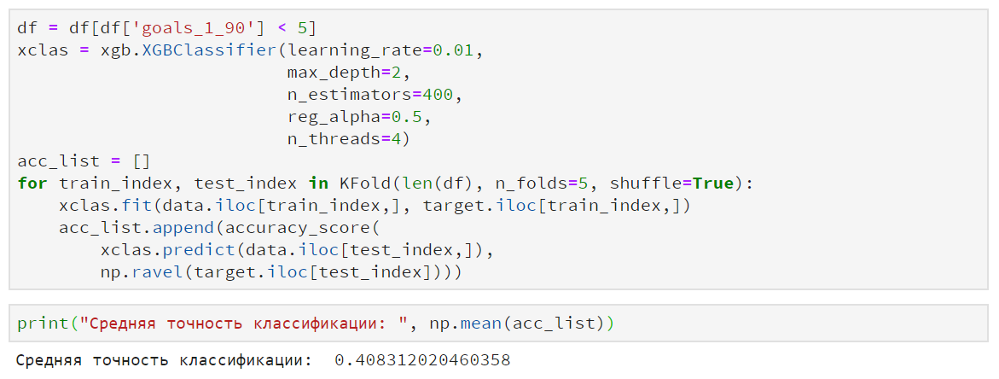 df = df[df['goals_1_90'] < 5]
xclas = xgb.XGBClassifier(learning_rate=0.01,
                          max_depth=2,
                          n_estimators=400,
                          reg_alpha=0.5,
                          n_threads=4)
acc_list = []
for train_index, test_index in KFold(len(df), n_folds=5, shuffle=True):
    xclas.fit(data.iloc[train_index,], target.iloc[train_index,])
    acc_list.append(accuracy_score(
        xclas.predict(data.iloc[test_index,]),
        np.ravel(target.iloc[test_index])))
print("Средняя точность классификации: ", np.mean(acc_list))
Средняя точность классификации:  0.408312020460358